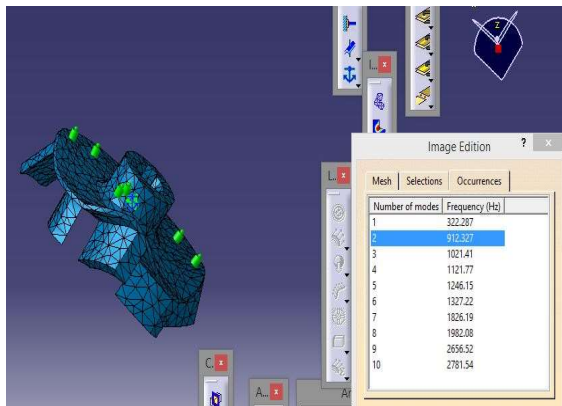 z
I...
L...
C...
A...
Image Edition
?
x
Mesh Selections Occurrences
Number of modes Frequency (Hz)
1 322.287
2 912.327
3 1021.41
4 1121.77
5 1246.15
6 1327.22
7 1826.19
8 1982.08
9 2656.52
10 2781.54